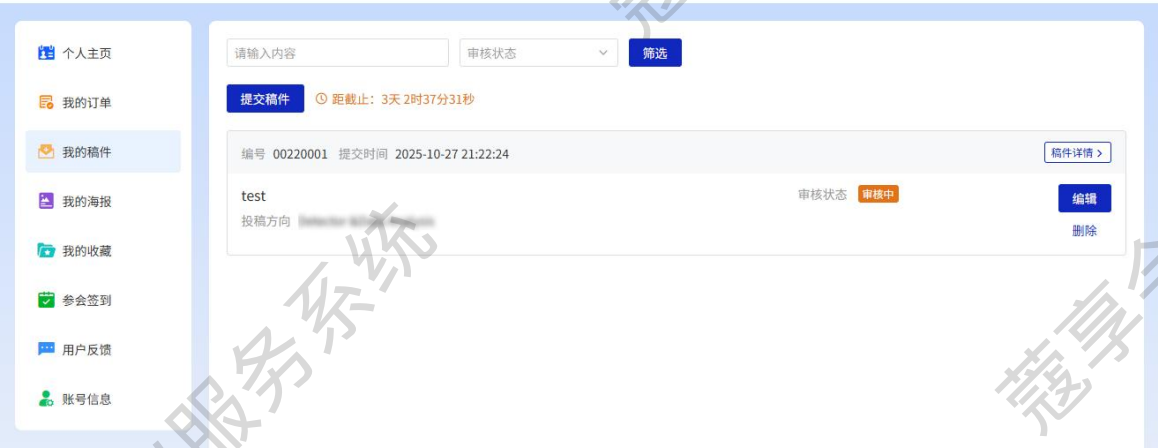 个人主页
我的订单
我的稿件
我的海报
我的收藏
参会签到
用户反馈
账号信息
请输入内容 审核状态 筛选
提交稿件 距截止：3天 2时37分31秒
编号 00220001 提交时间 2025-10-27 21:22:24 稿件详情 >
test 审核状态 审核中 编辑
投稿方向 删除
服务系统
蔻享